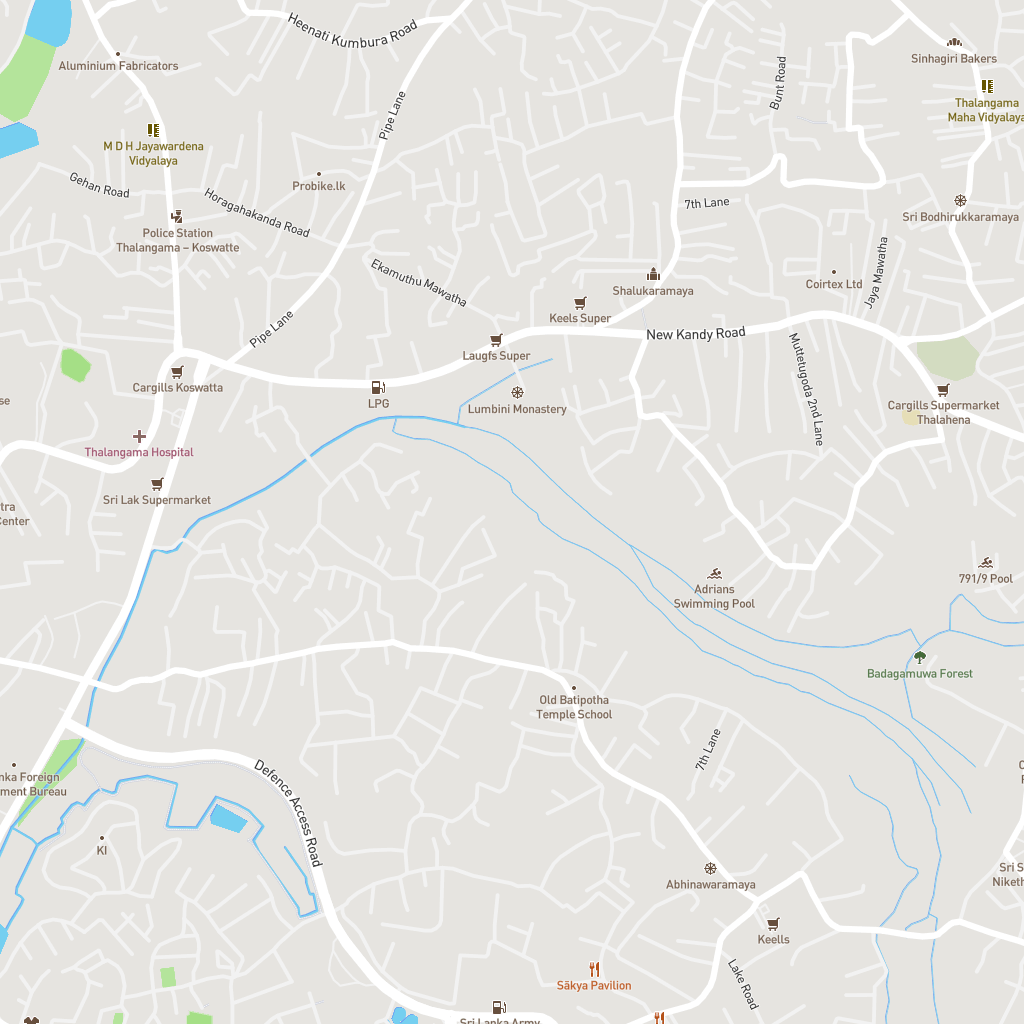 Heenati Kumbura Road
Aluminium Fabricators
Sinhagiri Bakers
Bunt Road
Thalangama
Maha Vidyalaya
Pipe Lane
M D H Jayawardena
Vidyalaya
Gehan Road
Probike.lk
Horagahakanda Road
7th Lane
Sri Bodhirukkaramaya
Police Station
Thalangama – Koswatte
Ekamuthu Mawatha
Shalukaramaya
Jaya Mawatha
Coirtex Ltd
Keels Super
Pipe Lane
New Kandy Road
Laugfs Super
Muttetugoda 2nd Lane
Cargills Koswatta
LPG
Lumbini Monastery
Cargills Supermarket
Thalahena
se
Thalangama Hospital
Sri Lak Supermarket
tra
Center
791/9 Pool
Adrians
Swimming Pool
Badagamuwa Forest
Old Batipotha
Temple School
7th Lane
nka Foreign
ment Bureau
Defence Access Road
KI
Sri S
Niketh
Abhinawaramaya
Keells
Lake Road
Säkya Pavilion
Sri Lanka Army